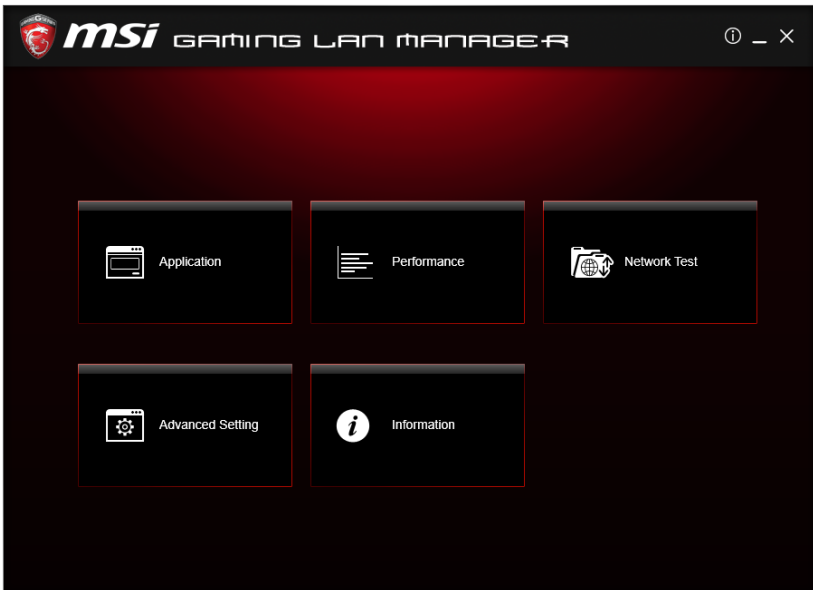 msi GAMING LAN MANAGER
Application
Performance
Network Test
Advanced Setting
Information